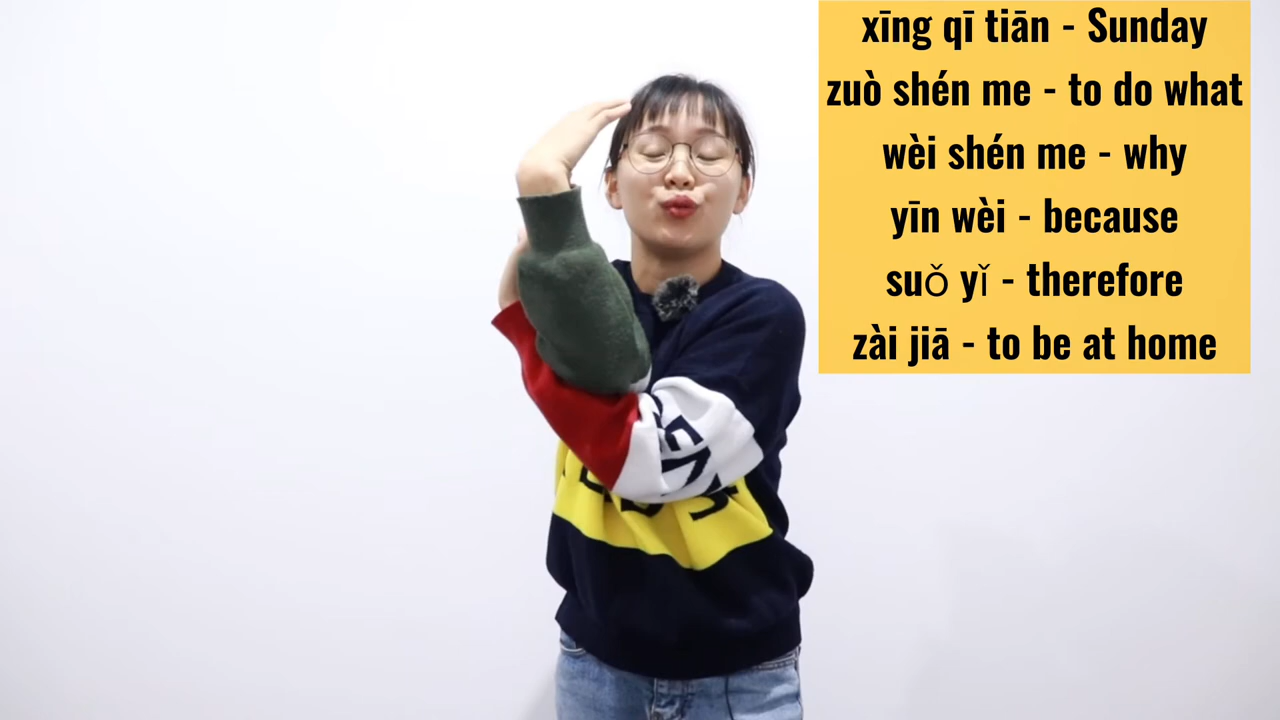 xīng qī tiān - Sunday
zuò shén me - to do what
wèi shén me - why
yīn wèi - because
suǒ yǐ - therefore
zài jiā - to be at home